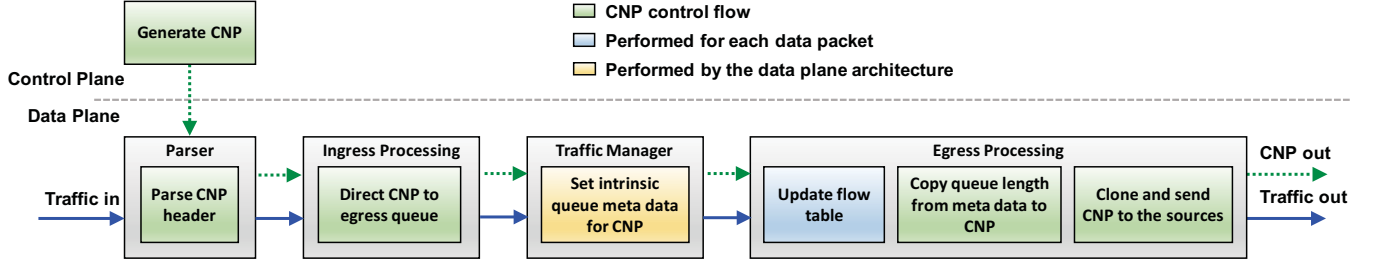 Generate CNP
CNP control flow
Performed for each data packet
Performed by the data plane architecture
Control Plane
Data Plane
Parser
Ingress Processing
Traffic Manager
Egress Processing
Traffic in
Parse CNP
header
Direct CNP to
egress queue
Set intrinsic
queue meta data
for CNP
Update flow
table
Copy queue length
from meta data to
CNP
Clone and send
CNP to the sources
CNP out
Traffic out